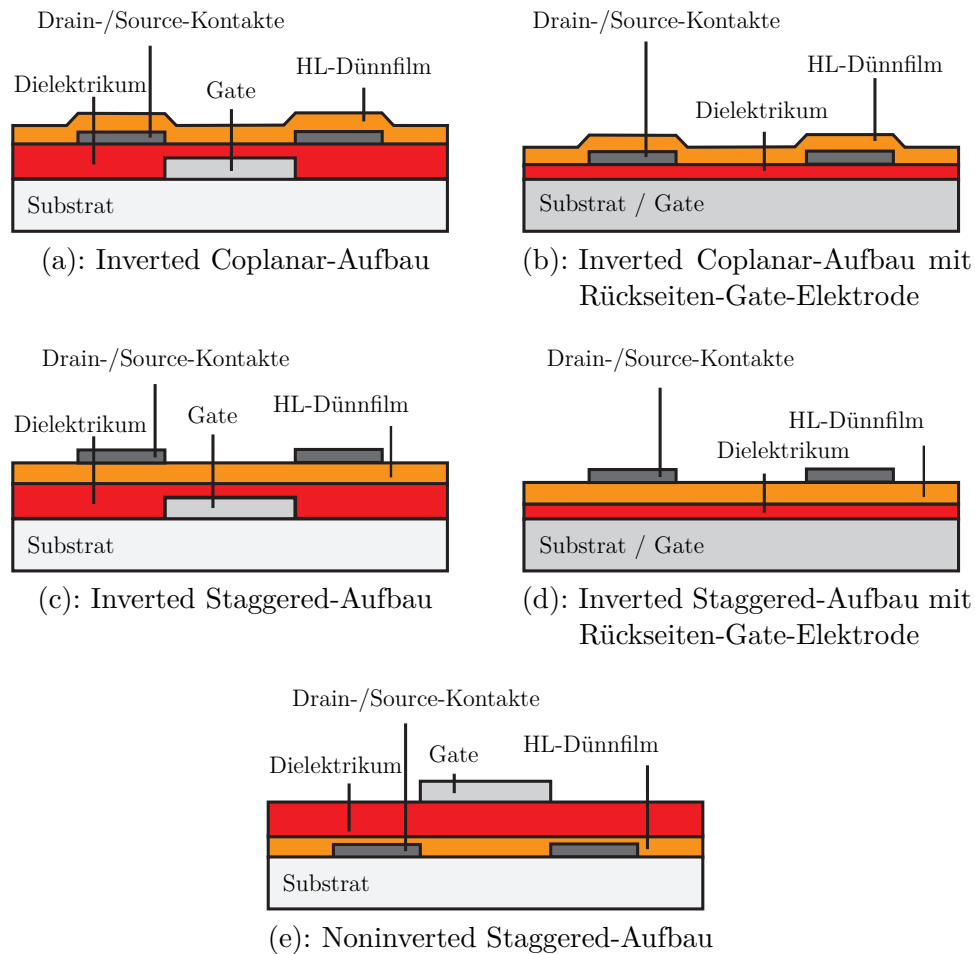 Drain-/Source-Kontakte
Dielektrikum
Gate
HL-Dünnfilm
Substrat
(a): Inverted Coplanar-Aufbau
Drain-/Source-Kontakte
HL-Dünnfilm
Dielektrikum
Substrat / Gate
(b): Inverted Coplanar-Aufbau mit
Rückseiten-Gate-Elektrode
Drain-/Source-Kontakte
Dielektrikum
Gate
HL-Dünnfilm
Substrat
(c): Inverted Staggered-Aufbau
Drain-/Source-Kontakte
HL-Dünnfilm
Dielektrikum
Substrat / Gate
(d): Inverted Staggered-Aufbau mit
Rückseiten-Gate-Elektrode
Drain-/Source-Kontakte
Dielektrikum
Gate
HL-Dünnfilm
Substrat
(e): Noninverted Staggered-Aufbau